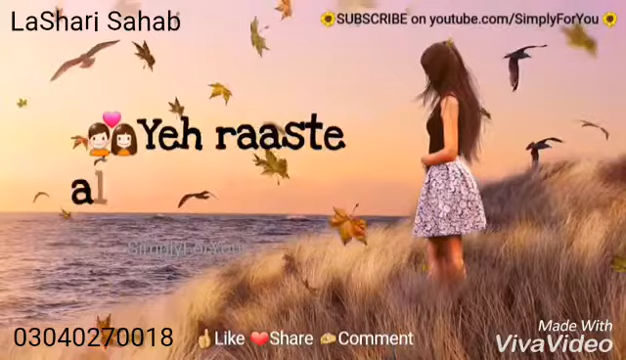 LaShari Sahab
🌻SUBSCRIBE on youtube.com/SimplyForYou🌻
💑Yeh raaste
al
SimplyForYou
03040270018
👍Like ❤️Share 🌮Comment
Made With
VivaVideo